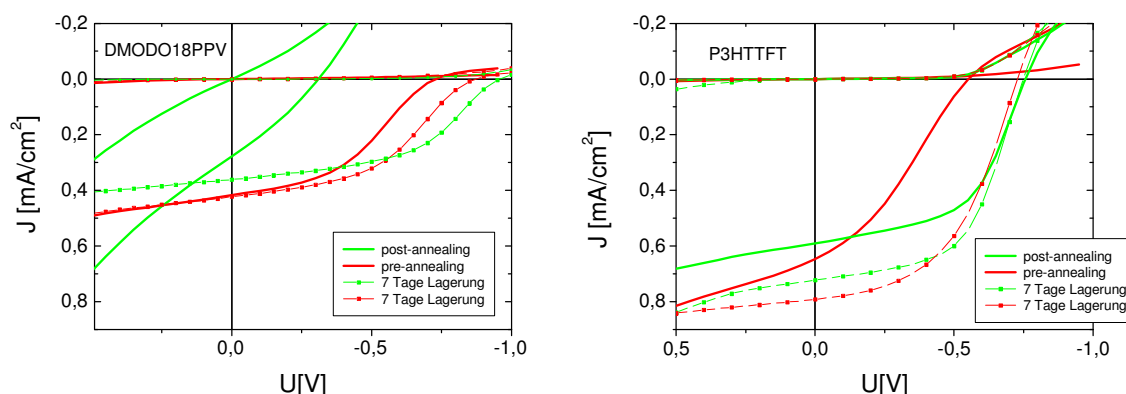 -0,2
0,0
0,2
0,4
0,6
0,8
J [mA/cm²]
DMODO18PPV
post-annealing
pre-annealing
7 Tage Lagerung
7 Tage Lagerung
0,0 -0,5 -1,0
U[V]
-0,2
0,0
0,2
0,4
0,6
0,8
J [mA/cm²]
P3HTTFT
post-annealing
pre-annealing
7 Tage Lagerung
7 Tage Lagerung
0,5 0,0 -0,5 -1,0
U[V]